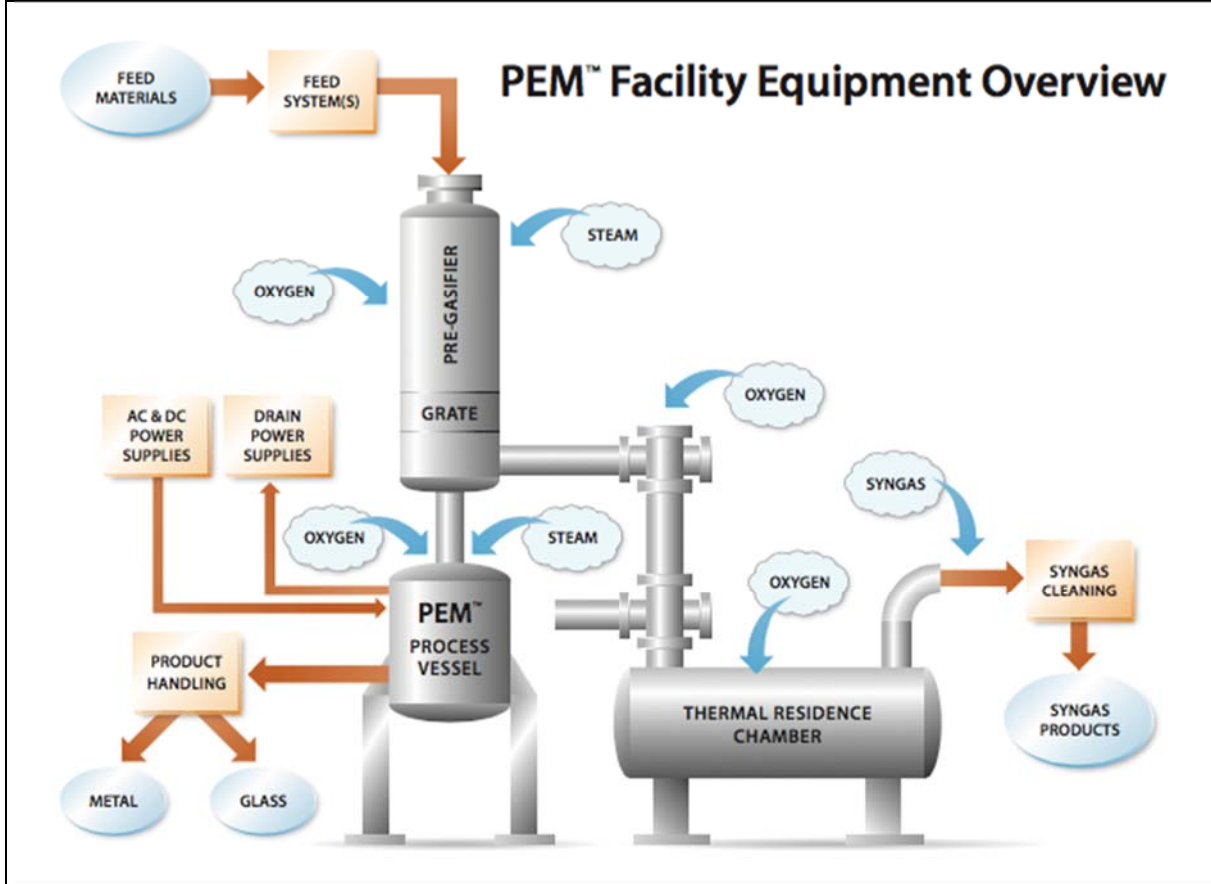 PEM™ Facility Equipment Overview
FEED
MATERIALS
FEED
SYSTEM(S)
STEAM
OXYGEN
PRE-GASIFIER
GRATE
OXYGEN
AC & DC
POWER
SUPPLIES
DRAIN
POWER
SUPPLIES
OXYGEN
STEAM
SYNGAS
OXYGEN
SYNGAS
CLEANING
PEM™
PROCESS
VESSEL
PRODUCT
HANDLING
THERMAL RESIDENCE
CHAMBER
SYNGAS
PRODUCTS
METAL
GLASS